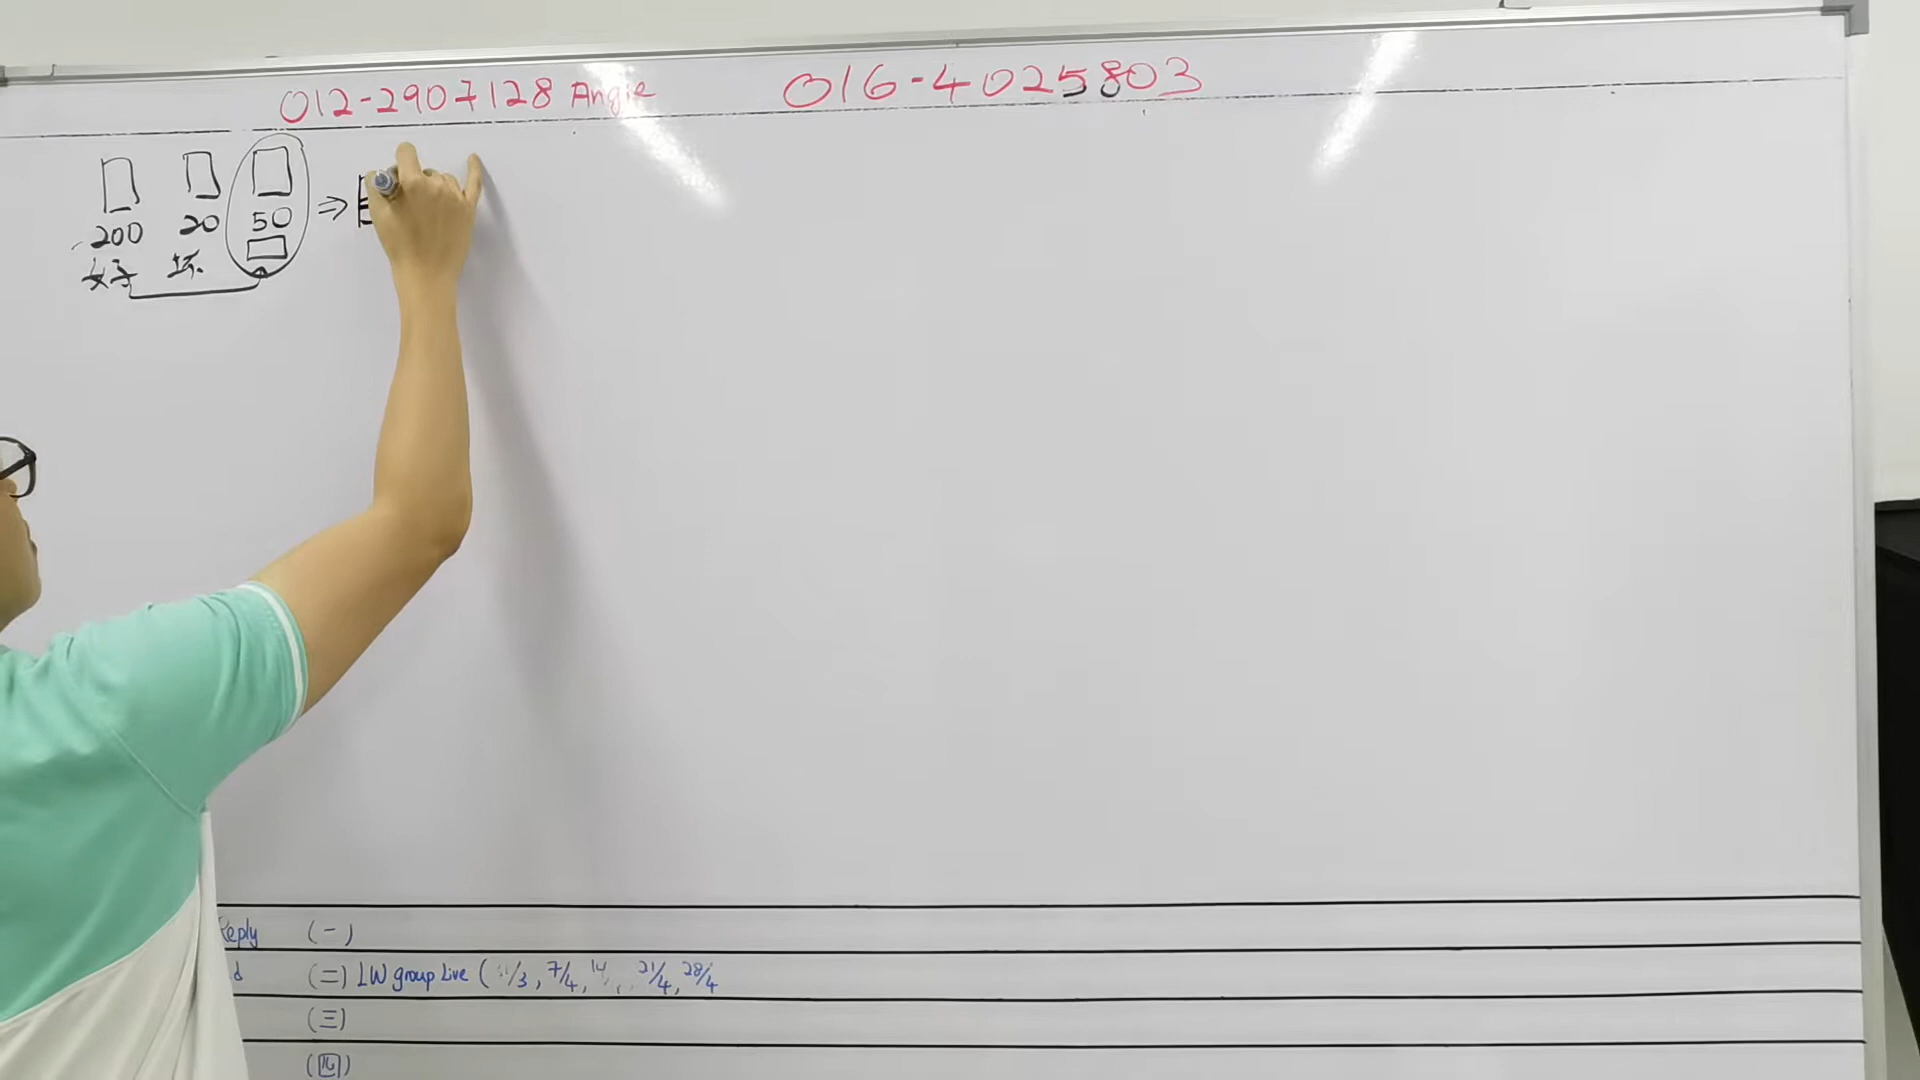 012-2907128 Angie 016-4025803
200 20 50
好 坏
Reply (一)
d (二) LW group Live ( /3, 7/4, 14 , 21/4, 28/4
(三)
(四)